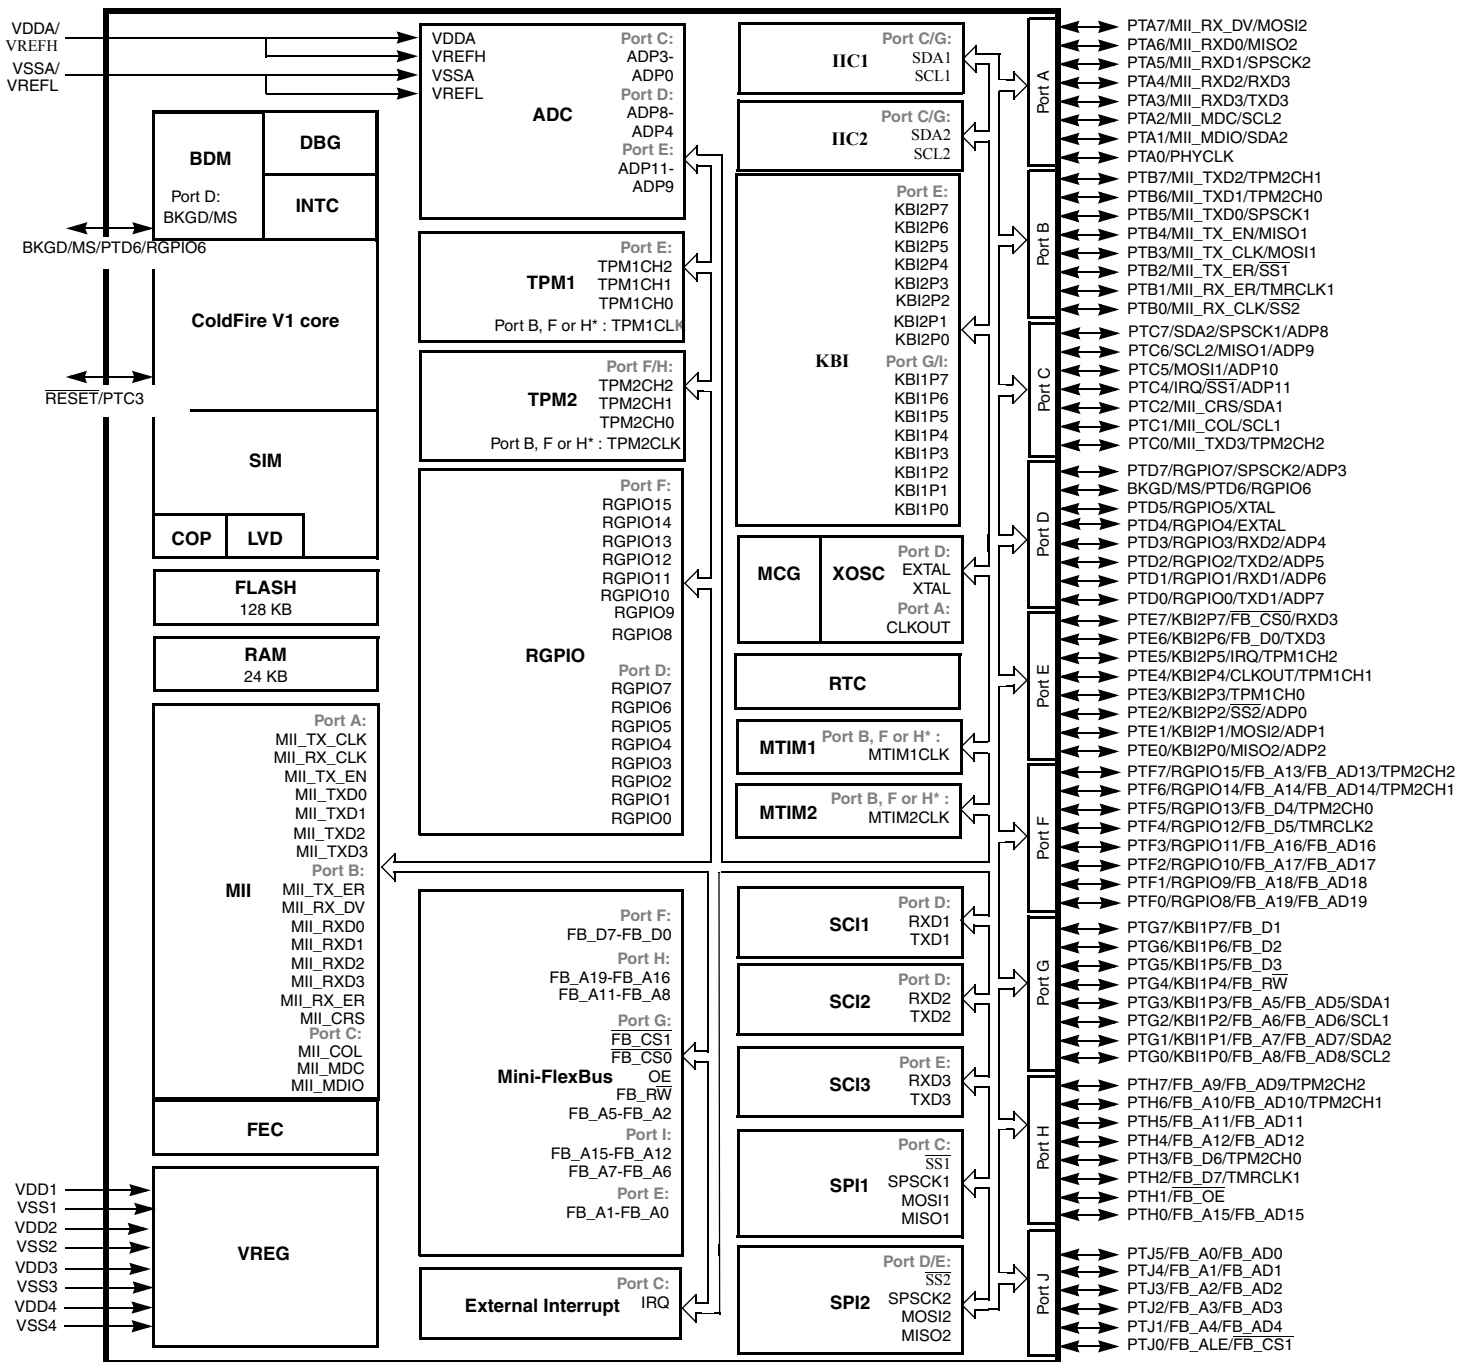 VDDA/
VREFH
VSSA/
VREFL
BDM
Port D:
BKGD/MS
DBG
INTC
BKGD/MS/PTD6/RGPIO6
ColdFire V1 core
RESET/PTC3
SIM
COP
LVD
FLASH
128 KB
RAM
24 KB
MII
Port A:
MII_TX_CLK
MII_RX_CLK
MII_TX_EN
MII_TXD0
MII_TXD1
MII_TXD2
MII_TXD3
Port B:
MII_TX_ER
MII_RX_DV
MII_RXD0
MII_RXD1
MII_RXD2
MII_RXD3
MII_RX_ER
MII_CRS
Port C:
MII_COL
MII_MDC
MII_MDIO
FEC
VREG
VDD1
VSS1
VDD2
VSS2
VDD3
VSS3
VDD4
VSS4
VDDA
VREFH
VSSA
VREFL
ADC
Port C:
ADP3-
ADP0
Port D:
ADP8-
ADP4
Port E:
ADP11-
ADP9
TPM1
Port E:
TPM1CH2
TPM1CH1
TPM1CH0
Port B, F or H* : TPM1CLK
TPM2
Port F/H:
TPM2CH2
TPM2CH1
TPM2CH0
Port B, F or H* : TPM2CLK
RGPIO
Port F:
RGPIO15
RGPIO14
RGPIO13
RGPIO12
RGPIO11
RGPIO10
RGPIO9
RGPIO8
Port D:
RGPIO7
RGPIO6
RGPIO5
RGPIO4
RGPIO3
RGPIO2
RGPIO1
RGPIO0
Mini-FlexBus
Port F:
FB_D7-FB_D0
Port H:
FB_A19-FB_A16
FB_A11-FB_A8
Port G:
FB_CS1
FB_CS0
OE
FB_RW
FB_A5-FB_A2
Port I:
FB_A15-FB_A12
FB_A7-FB_A6
Port E:
FB_A1-FB_A0
External Interrupt
Port C:
IRQ
IIC1
Port C/G:
SDA1
SCL1
IIC2
Port C/G:
SDA2
SCL2
KBI
Port E:
KBI2P7
KBI2P6
KBI2P5
KBI2P4
KBI2P3
KBI2P2
KBI2P1
KBI2P0
Port G/I:
KBI1P7
KBI1P6
KBI1P5
KBI1P4
KBI1P3
KBI1P2
KBI1P1
KBI1P0
MCG
XOSC
Port D:
EXTAL
XTAL
Port A:
CLKOUT
RTC
MTIM1
Port B, F or H* :
MTIM1CLK
MTIM2
Port B, F or H* :
MTIM2CLK
SCI1
Port D:
RXD1
TXD1
SCI2
Port D:
RXD2
TXD2
SCI3
Port E:
RXD3
TXD3
SPI1
Port C:
SS1
SPSCK1
MOSI1
MISO1
SPI2
Port D/E:
SS2
SPSCK2
MOSI2
MISO2
Port A
PTA7/MII_RX_DV/MOSI2
PTA6/MII_RXD0/MISO2
PTA5/MII_RXD1/SPSCK2
PTA4/MII_RXD2/RXD3
PTA3/MII_RXD3/TXD3
PTA2/MII_MDC/SCL2
PTA1/MII_MDIO/SDA2
PTA0/PHYCLK
Port B
PTB7/MII_TXD2/TPM2CH1
PTB6/MII_TXD1/TPM2CH0
PTB5/MII_TXD0/SPSCK1
PTB4/MII_TX_EN/MISO1
PTB3/MII_TX_CLK/MOSI1
PTB2/MII_TX_ER/SS1
PTB1/MII_RX_ER/TMRCLK1
PTB0/MII_RX_CLK/SS2
Port C
PTC7/SDA2/SPSCK1/ADP8
PTC6/SCL2/MISO1/ADP9
PTC5/MOSI1/ADP10
PTC4/IRQ/SS1/ADP11
PTC2/MII_CRS/SDA1
PTC1/MII_COL/SCL1
PTC0/MII_TXD3/TPM2CH2
Port D
PTD7/RGPIO7/SPSCK2/ADP3
BKGD/MS/PTD6/RGPIO6
PTD5/RGPIO5/XTAL
PTD4/RGPIO4/EXTAL
PTD3/RGPIO3/RXD2/ADP4
PTD2/RGPIO2/TXD2/ADP5
PTD1/RGPIO1/RXD1/ADP6
PTD0/RGPIO0/TXD1/ADP7
Port E
PTE7/KBI2P7/FB_CS0/RXD3
PTE6/KBI2P6/FB_D0/TXD3
PTE5/KBI2P5/IRQ/TPM1CH2
PTE4/KBI2P4/CLKOUT/TPM1CH1
PTE3/KBI2P3/TPM1CH0
PTE2/KBI2P2/SS2/ADP0
PTE1/KBI2P1/MOSI2/ADP1
PTE0/KBI2P0/MISO2/ADP2
Port F
PTF7/RGPIO15/FB_A13/FB_AD13/TPM2CH2
PTF6/RGPIO14/FB_A14/FB_AD14/TPM2CH1
PTF5/RGPIO13/FB_D4/TPM2CH0
PTF4/RGPIO12/FB_D5/TMRCLK2
PTF3/RGPIO11/FB_A16/FB_AD16
PTF2/RGPIO10/FB_A17/FB_AD17
PTF1/RGPIO9/FB_A18/FB_AD18
PTF0/RGPIO8/FB_A19/FB_AD19
Port G
PTG7/KBI1P7/FB_D1
PTG6/KBI1P6/FB_D2
PTG5/KBI1P5/FB_D3
PTG4/KBI1P4/FB_RW
PTG3/KBI1P3/FB_A5/FB_AD5/SDA1
PTG2/KBI1P2/FB_A6/FB_AD6/SCL1
PTG1/KBI1P1/FB_A7/FB_AD7/SDA2
PTG0/KBI1P0/FB_A8/FB_AD8/SCL2
Port H
PTH7/FB_A9/FB_AD9/TPM2CH2
PTH6/FB_A10/FB_AD10/TPM2CH1
PTH5/FB_A11/FB_AD11
PTH4/FB_A12/FB_AD12
PTH3/FB_D6/TPM2CH0
PTH2/FB_D7/TMRCLK1
PTH1/FB_OE
PTH0/FB_A15/FB_AD15
Port J
PTJ5/FB_A0/FB_AD0
PTJ4/FB_A1/FB_AD1
PTJ3/FB_A2/FB_AD2
PTJ2/FB_A3/FB_AD3
PTJ1/FB_A4/FB_AD4
PTJ0/FB_ALE/FB_CS1